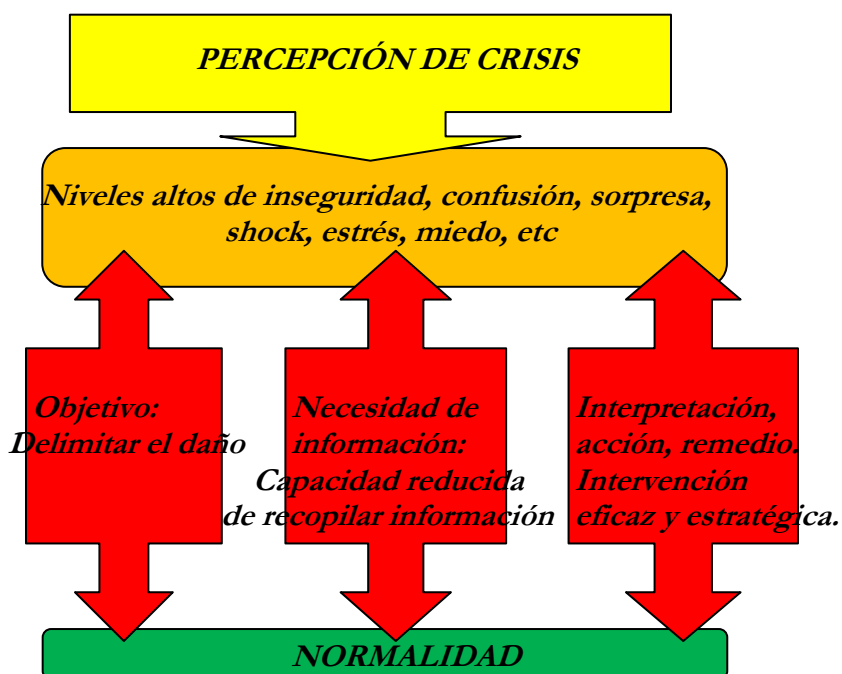 PERCEPCIÓN DE CRISIS
Niveles altos de inseguridad, confusión, sorpresa,
shock, estrés, miedo, etc
Objetivo:
Delimitar el daño
Necesidad de
información:
Capacidad reducida
de recopilar información
Interpretación,
acción, remedio.
Intervención
eficaz y estratégica.
NORMALIDAD